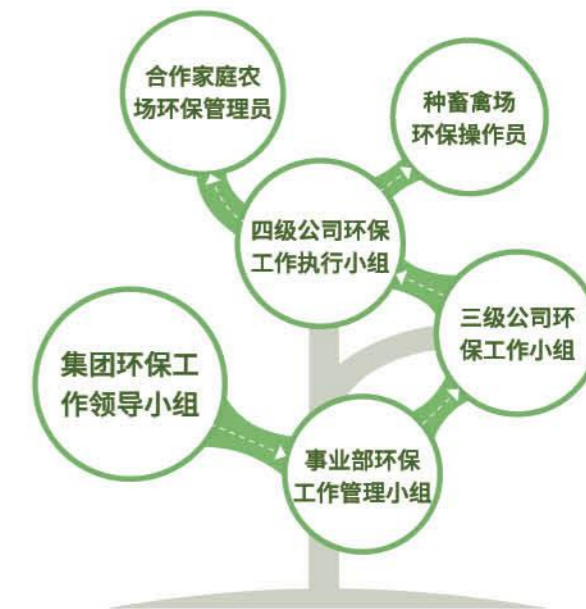 合作家庭农
场环保管理员
种畜禽场
环保操作员
四级公司环保
工作执行小组
三级公司环
保工作小组
集团环保工
作领导小组
事业部环保
工作管理小组